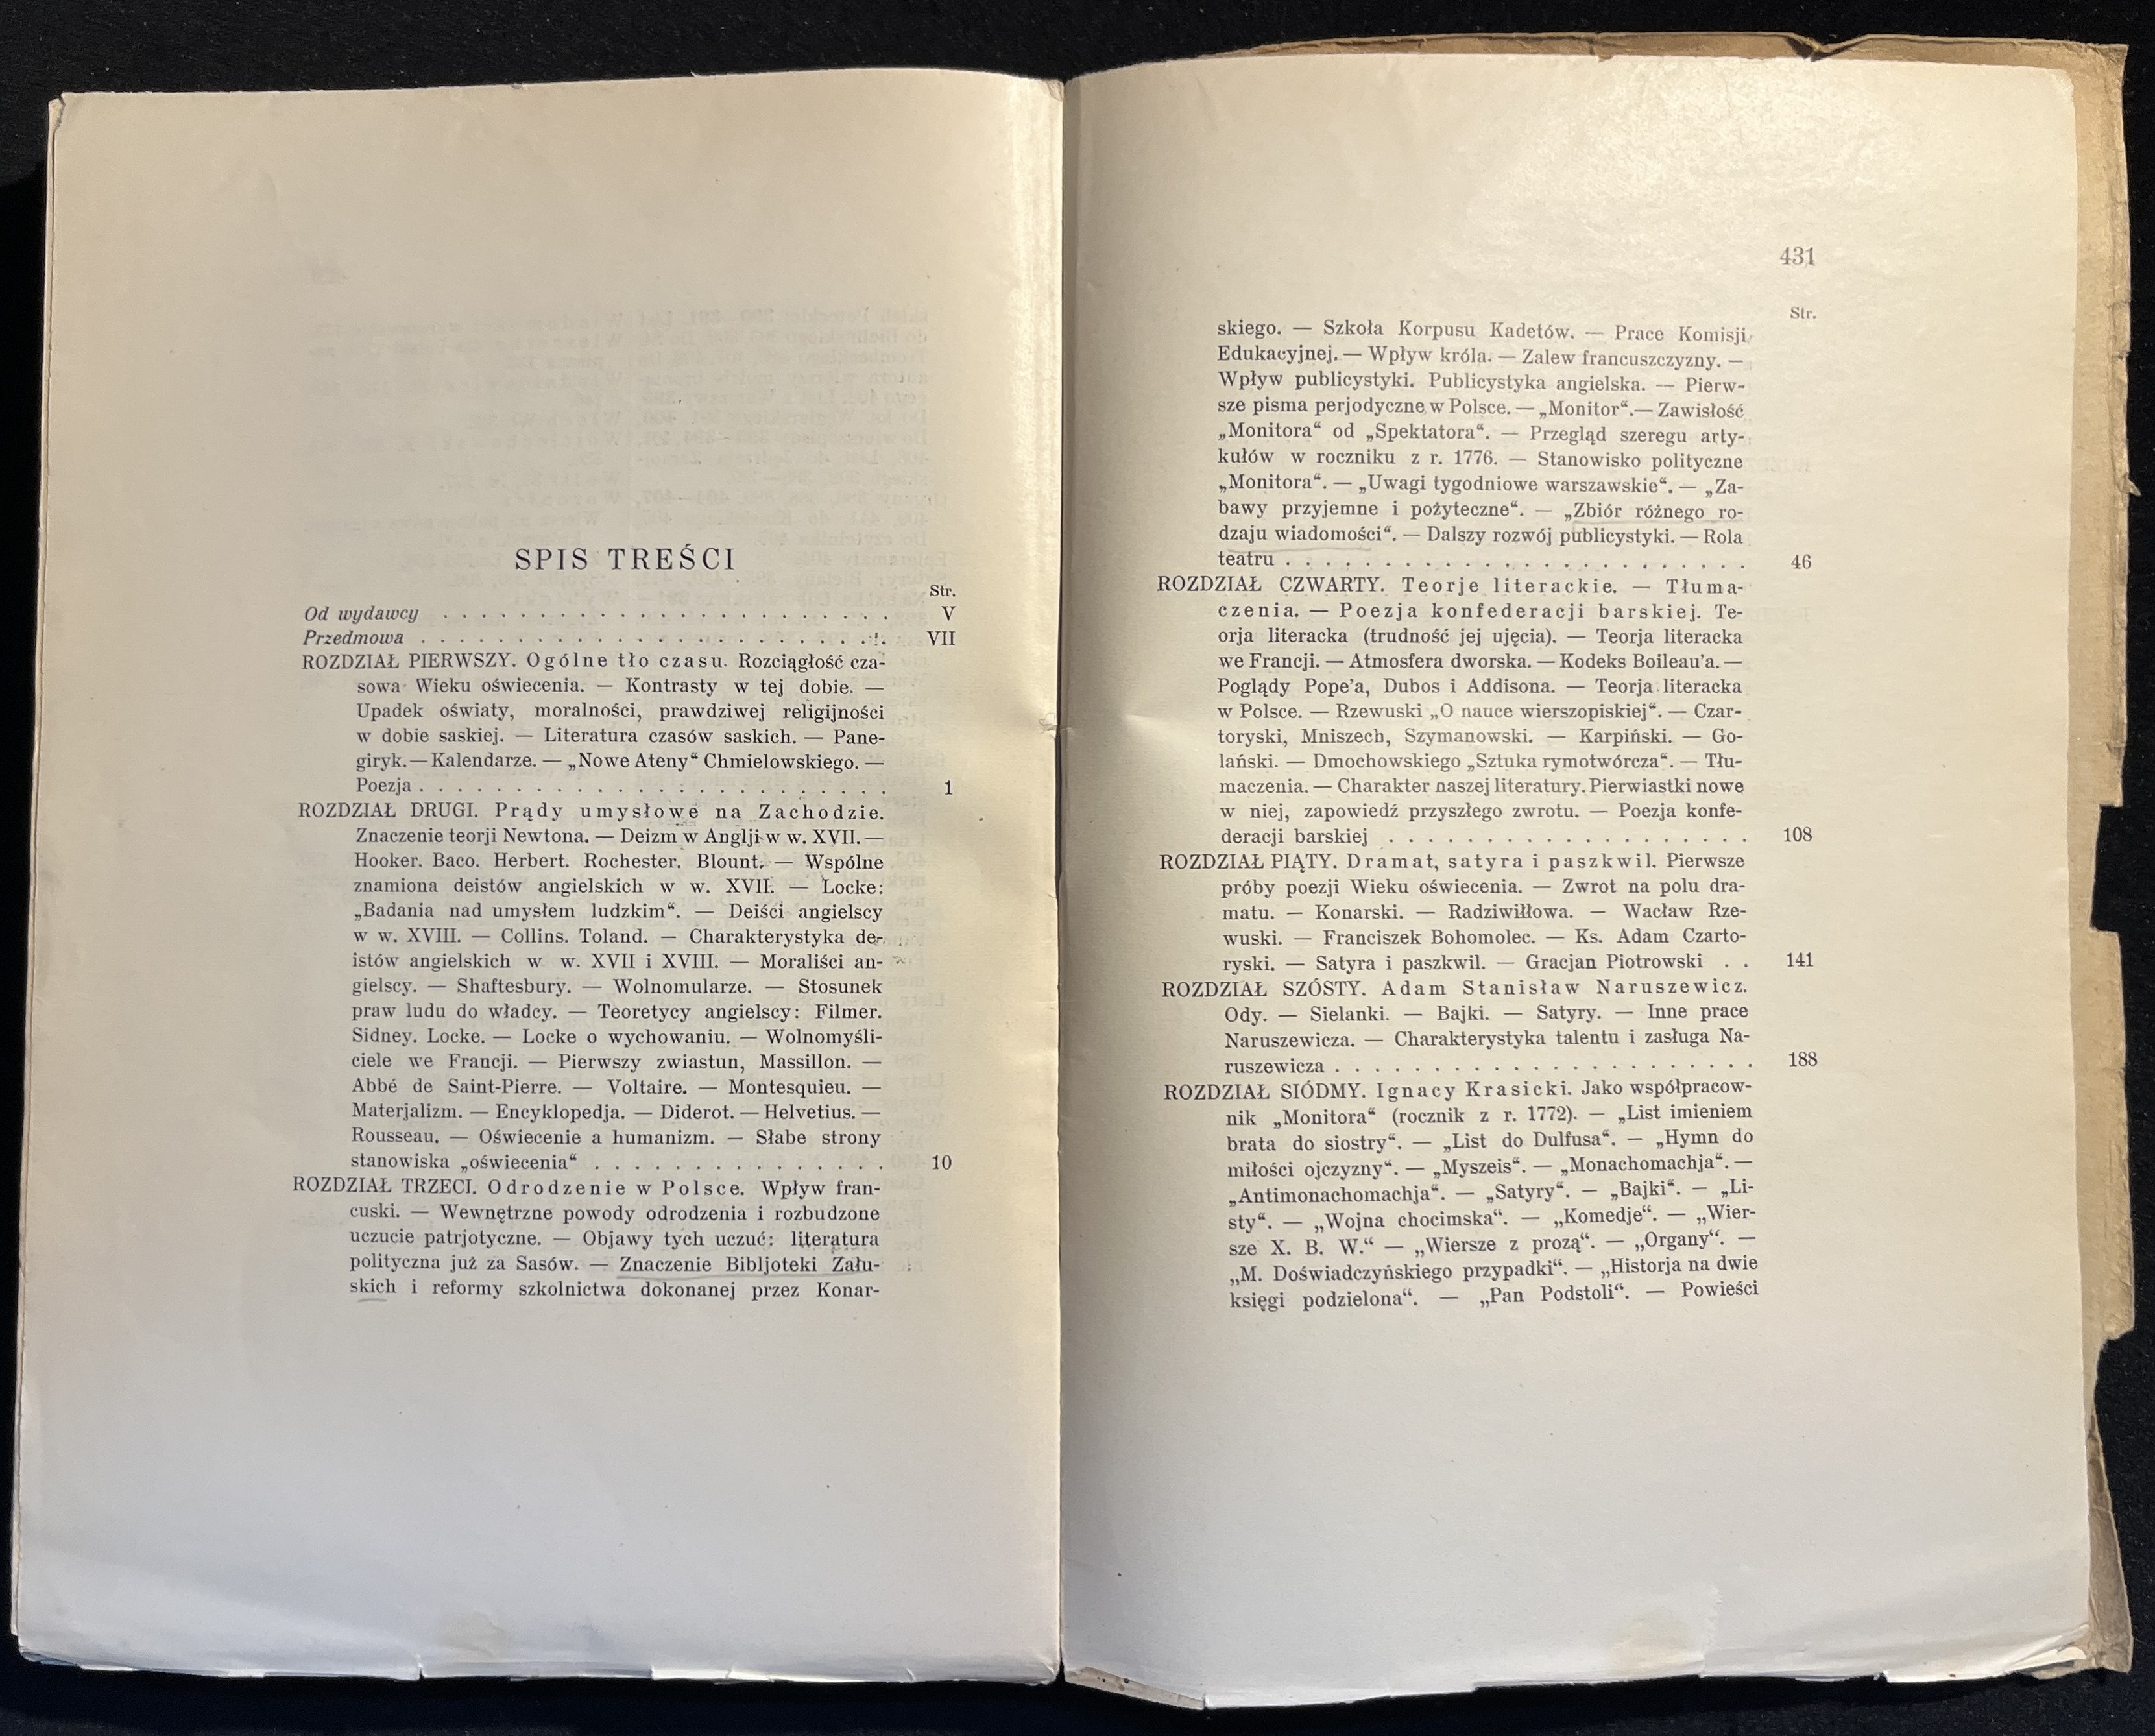 SPIS TREŚCI
Str.
Od wydawcy . . . . . . . . . . . . . . . . . . . . . . . V
Przedmowa . . . . . . . . . . . . . . . . . . . . . . . . VII
ROZDZIAŁ PIERWSZY. Ogólne tło czasu. Rozciągłość cza-
sowa Wieku oświecenia. — Kontrasty w tej dobie. —
Upadek oświaty, moralności, prawdziwej religijności
w dobie saskiej. — Literatura czasów saskich. — Pane-
giryk. — Kalendarze. — „Nowe Ateny“ Chmielowskiego. —
Poezja . . . . . . . . . . . . . . . . . . . . . . . . 1
ROZDZIAŁ DRUGI. Prądy umysłowe na Zachodzie.
Znaczenie teorji Newtona. — Deizm w Anglji w w. XVII. —
Hooker. Baco. Herbert. Rochester. Blount. — Wspólne
znamiona deistów angielskich w w. XVII. — Locke:
„Badania nad umysłem ludzkim“. — Deiści angielscy
w w. XVIII. — Collins. Toland. — Charakterystyka de-
istów angielskich w w. XVII i XVIII. — Moraliści an-
gielscy. — Shaftesbury. — Wolnomularze. — Stosunek
praw ludu do władcy. — Teoretycy angielscy: Filmer.
Sidney. Locke. — Locke o wychowaniu. — Wolnomyśli-
ciele we Francji. — Pierwszy zwiastun, Massillon. —
Abbé de Saint-Pierre. — Voltaire. — Montesquieu. —
Materjalizm. — Encyklopedja. — Diderot. — Helvetius. —
Rousseau. — Oświecenie a humanizm. — Słabe strony
stanowiska „oświecenia“ . . . . . . . . . . . . . . . 10
ROZDZIAŁ TRZECI. Odrodzenie w Polsce. Wpływ fran-
cuski. — Wewnętrzne powody odrodzenia i rozbudzone
uczucie patrjotyczne. — Objawy tych uczuć: literatura
polityczna już za Sasów. — Znaczenie Bibljoteki Zału-
skich i reformy szkolnictwa dokonanej przez Konar-
431
Str.
skiego. — Szkoła Korpusu Kadetów. — Prace Komisji
Edukacyjnej. — Wpływ króla. — Zalew francuszczyzny. —
Wpływ publicystyki. Publicystyka angielska. — Pierw-
sze pisma perjodyczne w Polsce. — „Monitor“. — Zawisłość
„Monitora“ od „Spektatora“. — Przegląd szeregu arty-
kułów w roczniku z r. 1776. — Stanowisko polityczne
„Monitora“. — „Uwagi tygodniowe warszawskie“. — „Za-
bawy przyjemne i pożyteczne“. — „Zbiór różnego ro-
dzaju wiadomości“. — Dalszy rozwój publicystyki. — Rola
teatru . . . . . . . . . . . . . . . . . . . . . . . . 46
ROZDZIAŁ CZWARTY. Teorje literackie. — Tłuma-
czenia. — Poezja konfederacji barskiej. Te-
orja literacka (trudność jej ujęcia). — Teorja literacka
we Francji. — Atmosfera dworska. — Kodeks Boileau'a. —
Poglądy Pope'a, Dubos i Addisona. — Teorja literacka
w Polsce. — Rzewuski „O nauce wierszopiskiej“. — Czar-
toryski, Mniszech, Szymanowski. — Karpiński. — Go-
lański. — Dmochowskiego „Sztuka rymotwórcza“. — Tłu-
maczenia. — Charakter naszej literatury. Pierwiastki nowe
w niej, zapowiedź przyszłego zwrotu. — Poezja konfe-
deracji barskiej . . . . . . . . . . . . . . . . . . . 108
ROZDZIAŁ PIĄTY. Dramat, satyra i paszkwil. Pierwsze
próby poezji Wieku oświecenia. — Zwrot na polu dra-
matu. — Konarski. — Radziwiłłowa. — Wacław Rze-
wuski. — Franciszek Bohomolec. — Ks. Adam Czarto-
ryski. — Satyra i paszkwil. — Gracjan Piotrowski . . 141
ROZDZIAŁ SZÓSTY. Adam Stanisław Naruszewicz.
Ody. — Sielanki. — Bajki. — Satyry. — Inne prace
Naruszewicza. — Charakterystyka talentu i zasługa Na-
ruszewicza . . . . . . . . . . . . . . . . . . . . . . 188
ROZDZIAŁ SIÓDMY. Ignacy Krasicki. Jako współpracow-
nik „Monitora“ (rocznik z r. 1772). — „List imieniem
brata do siostry“. — „List do Dulfusa“. — „Hymn do
miłości ojczyzny“. — „Myszeis“. — „Monachomachja“. —
„Antimonachomachja“. — „Satyry“. — „Bajki“. — „Li-
sty“. — „Wojna chocimska“. — „Komedje“. — „Wier-
sze X. B. W.“ — „Wiersze z prozą“. — „Organy“. —
„M. Doświadczyńskiego przypadki“. — „Historja na dwie
księgi podzielona“. — „Pan Podstoli“. — Powieści